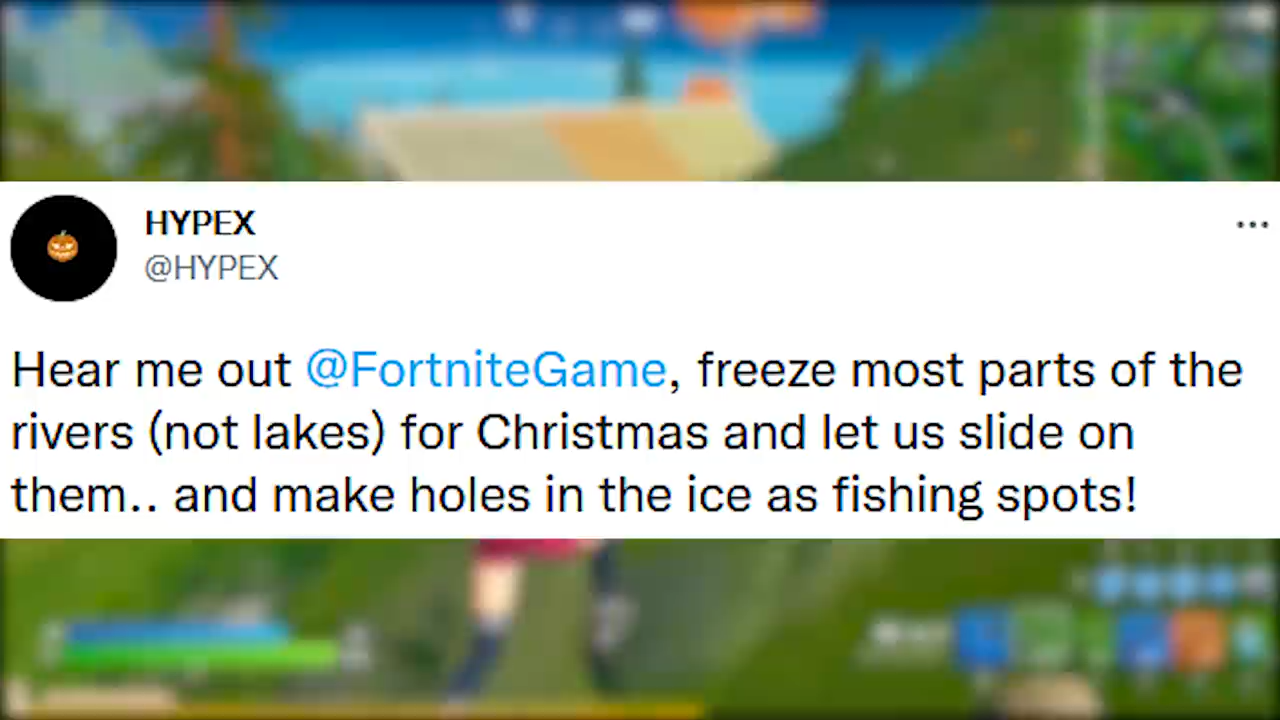 HYPEX
@HYPEX
Hear me out @FortniteGame, freeze most parts of the
rivers (not lakes) for Christmas and let us slide on
them.. and make holes in the ice as fishing spots!